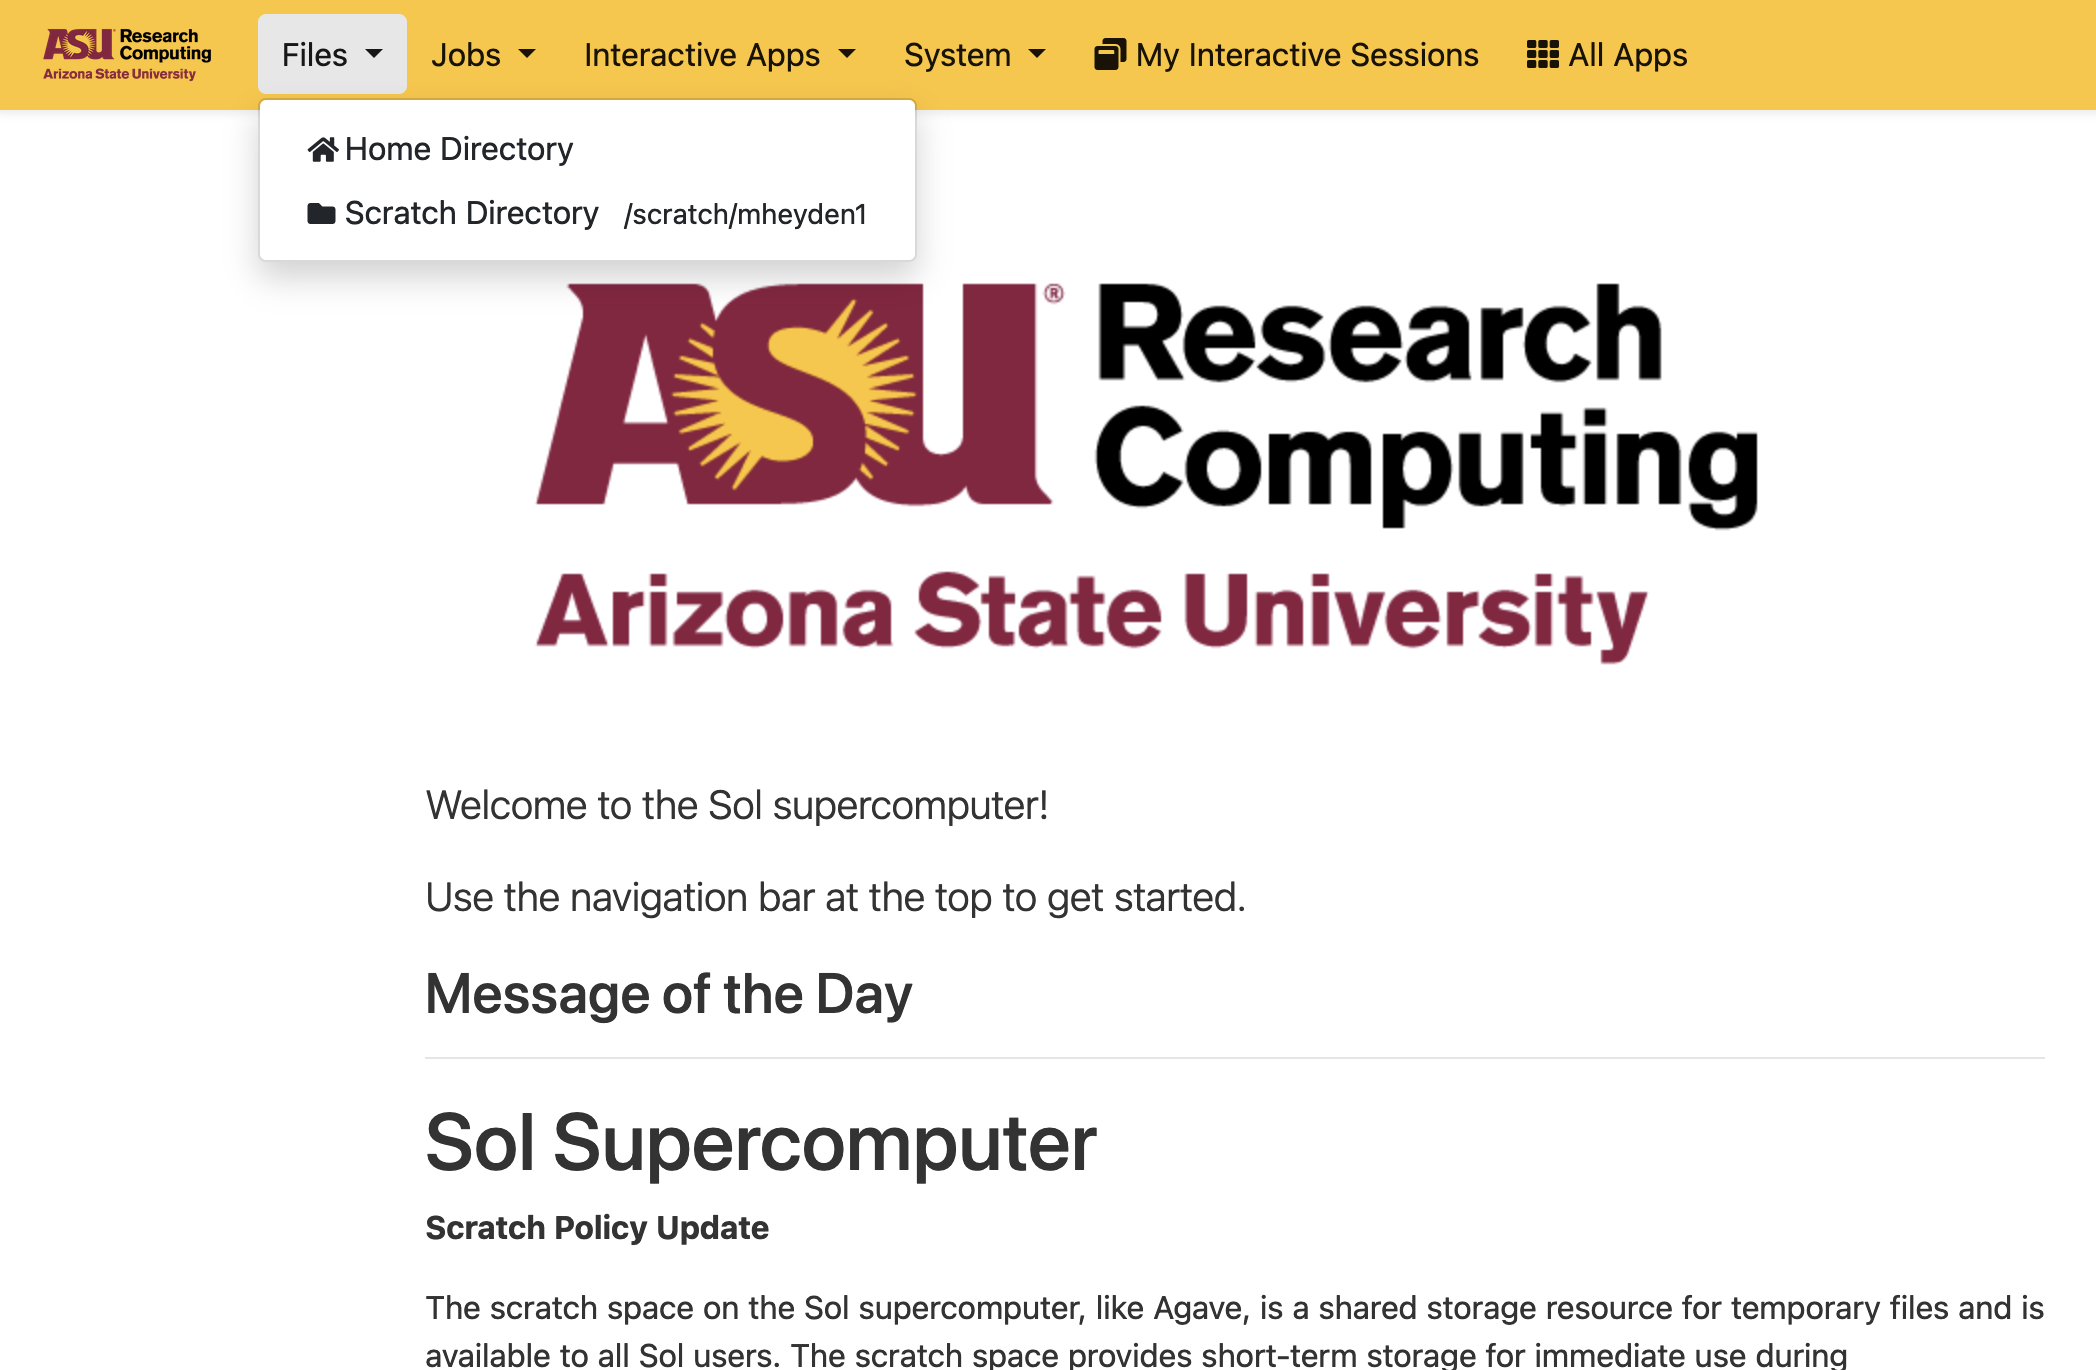 ASU Research
Computing
Arizona State University
Files Jobs Interactive Apps System My Interactive Sessions All Apps
Home Directory
Scratch Directory /scratch/mheyden1
ASU® Research
Computing
Arizona State University
Welcome to the Sol supercomputer!
Use the navigation bar at the top to get started.
Message of the Day
Sol Supercomputer
Scratch Policy Update
The scratch space on the Sol supercomputer, like Agave, is a shared storage resource for temporary files and is
available to all Sol users. The scratch space provides short-term storage for immediate use during